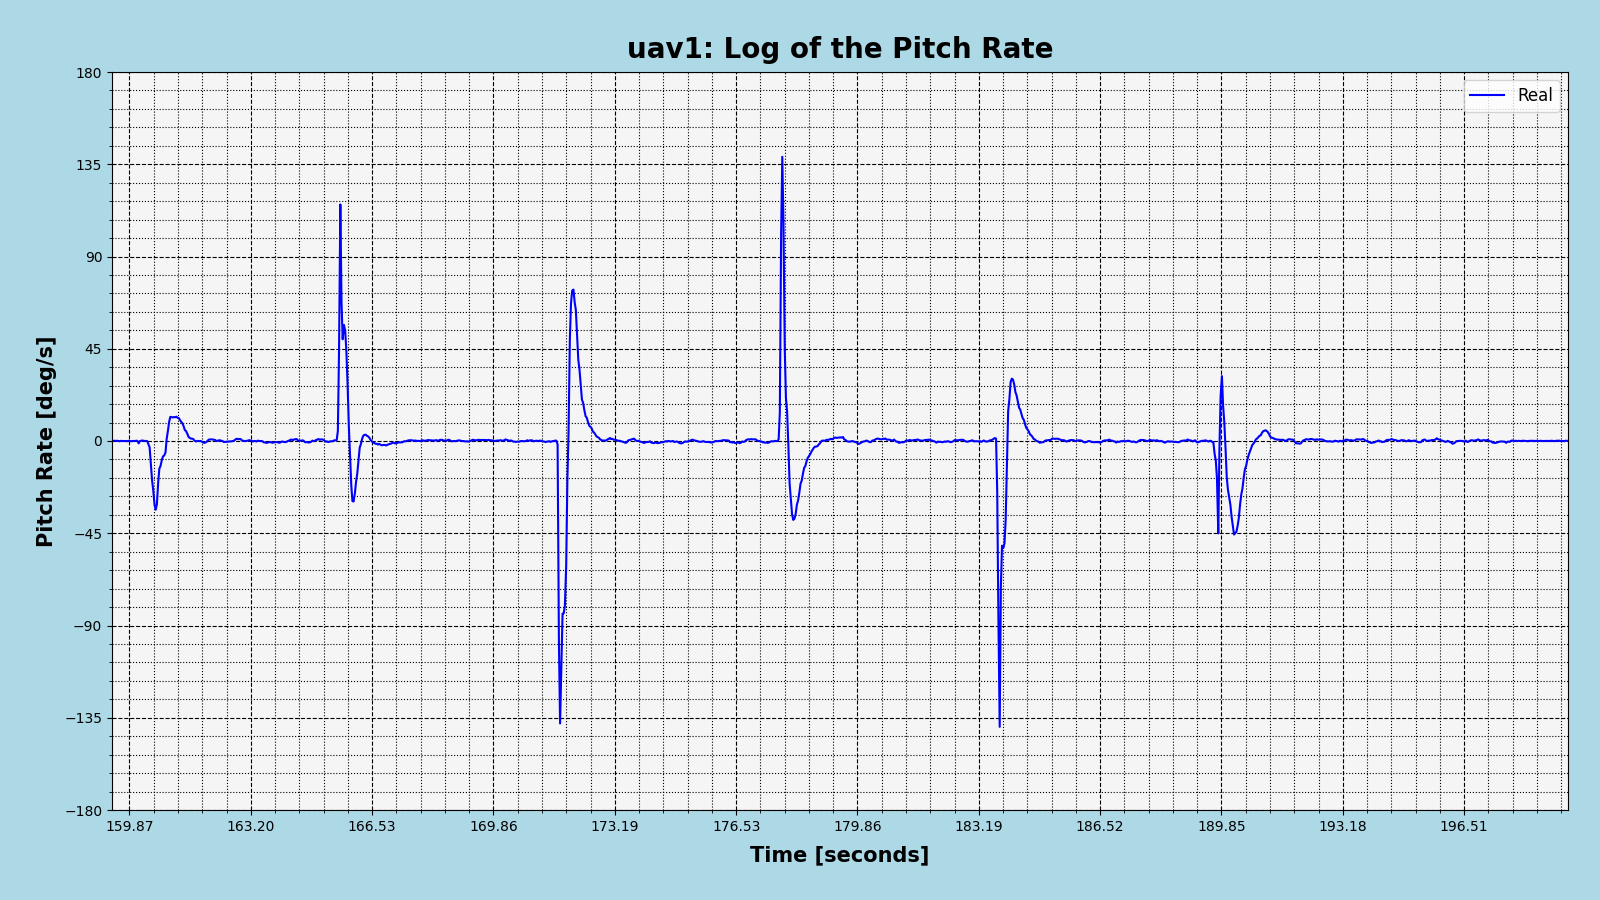 uav1: Log of the Pitch Rate
Real
Pitch Rate [deg/s]
180
135
90
45
0
−45
−90
−135
−180
159.87 163.20 166.53 169.86 173.19 176.53 179.86 183.19 186.52 189.85 193.18 196.51
Time [seconds]